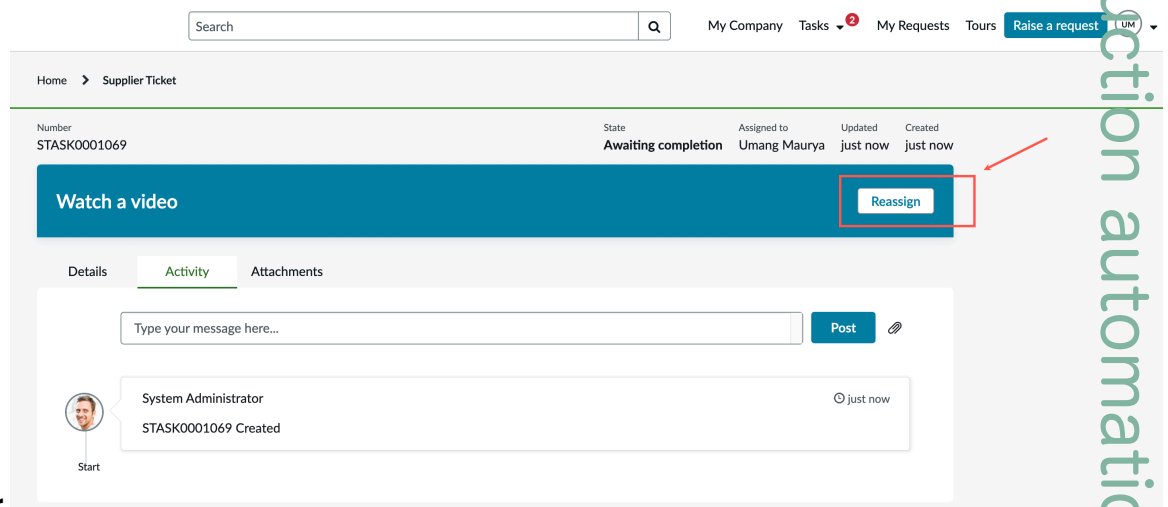 Search
My Company Tasks 2 My Requests Tours Raise a request UM
Home > Supplier Ticket
Number
STASK0001069
State
Awaiting completion
Assigned to
Umang Maurya
Updated
just now
Created
just now
Watch a video
Reassign
Details Activity Attachments
Type your message here...
Post
System Administrator
just now
STASK0001069 Created
Start